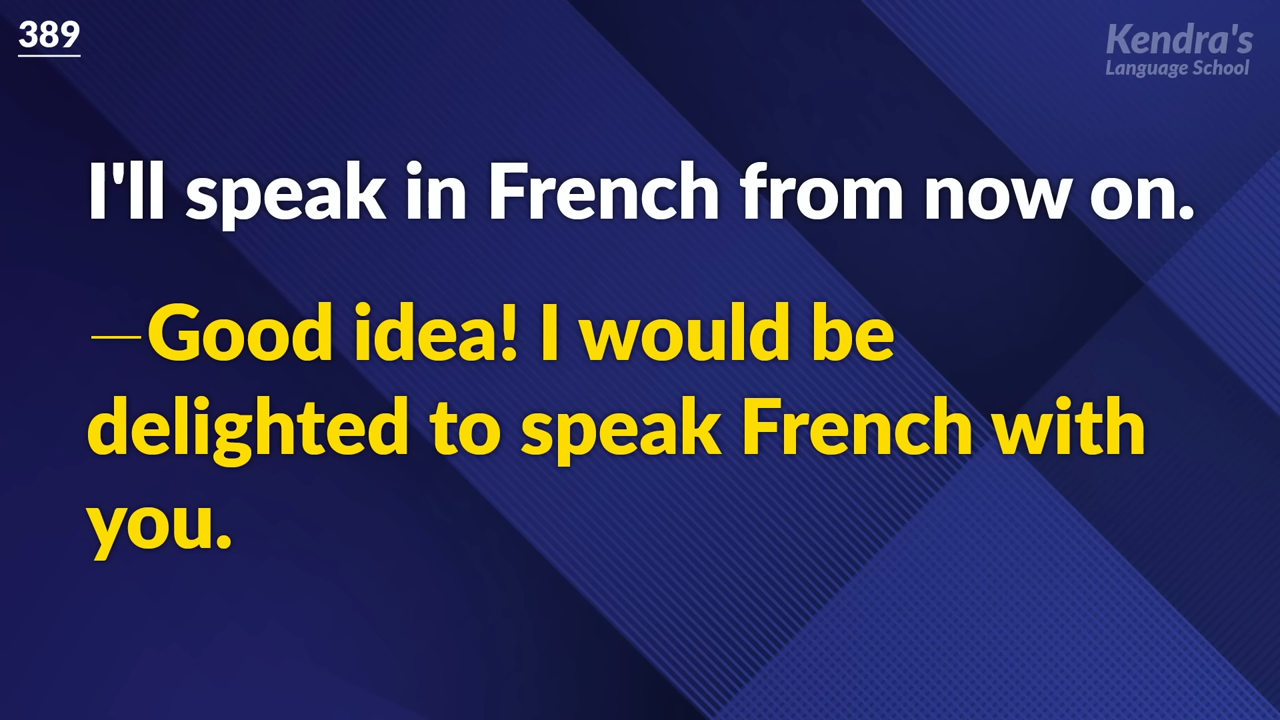 389
Kendra's
Language School
I'll speak in French from now on.
—Good idea! I would be
delighted to speak French with
you.